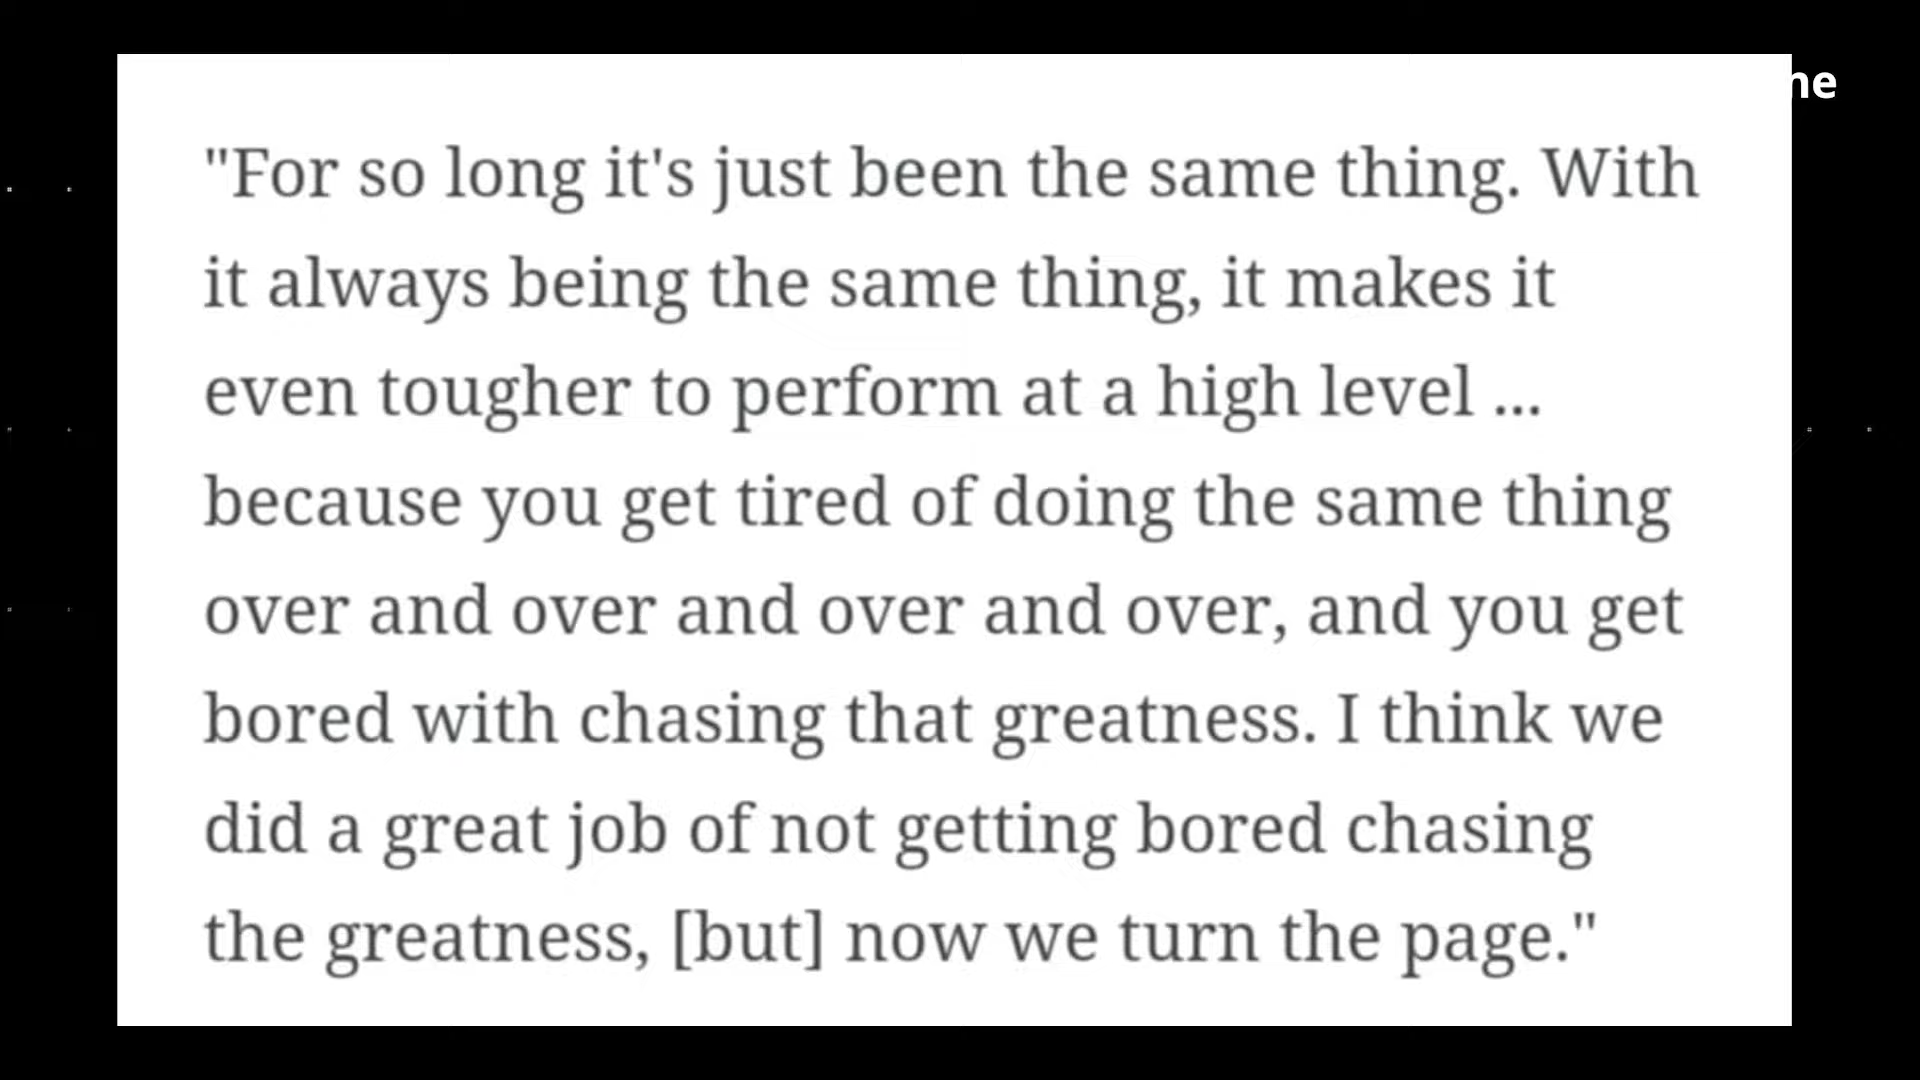 ne
"For so long it's just been the same thing. With
it always being the same thing, it makes it
even tougher to perform at a high level ...
because you get tired of doing the same thing
over and over and over and over, and you get
bored with chasing that greatness. I think we
did a great job of not getting bored chasing
the greatness, [but] now we turn the page."